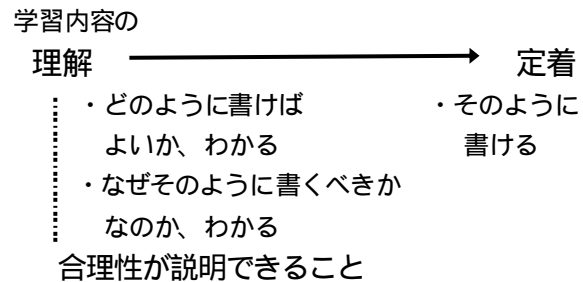 学習内容の
理解 定着
・どのように書けば
よいか、わかる
・なぜそのように書くべきか
なのか、わかる
合理性が説明できること
・そのように
書ける